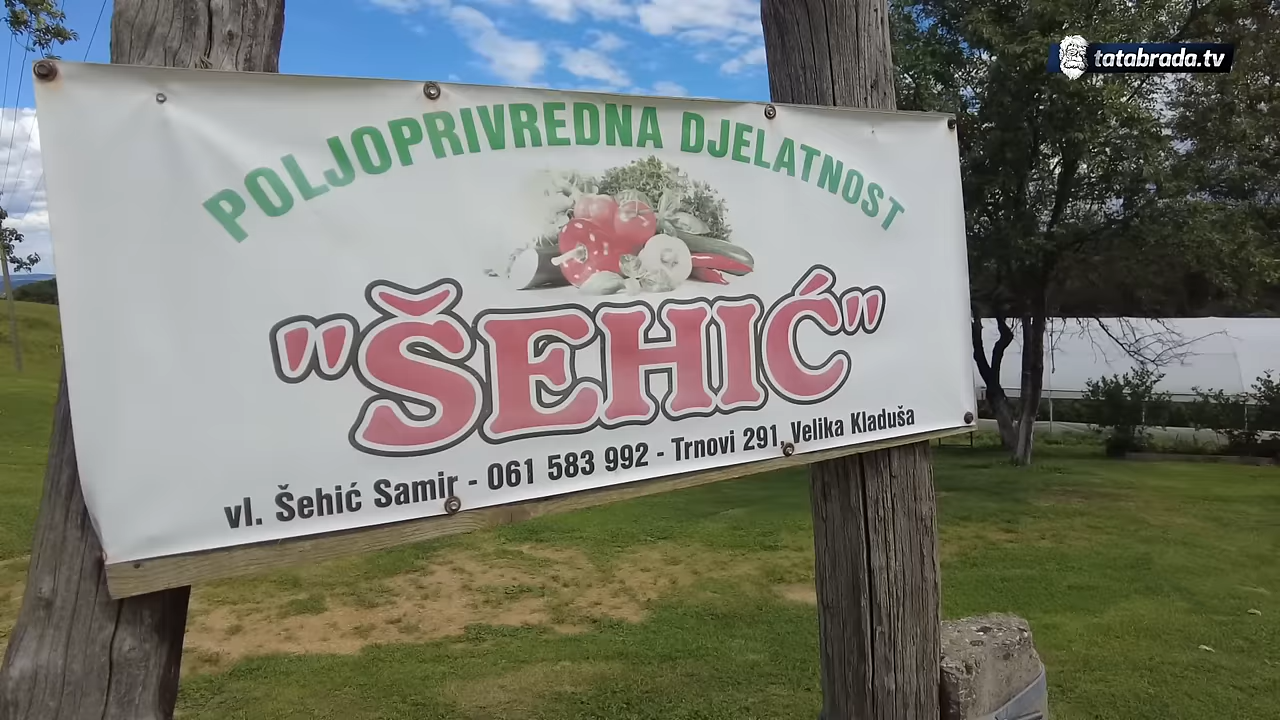 tatabrada.tv
POLJOPRIVREDNA DJELATNOST
"ŠEHIĆ"
vl. Šehić Samir - 061 583 992 - Trnovi 291, Velika Kladuša